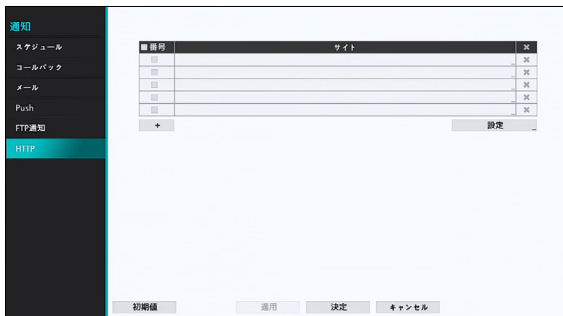 通知
スケジュール
コールバック
メール
Push
FTP通知
HTTP
番号 サイト
+ 設定
初期値 適用 決定 キャンセル